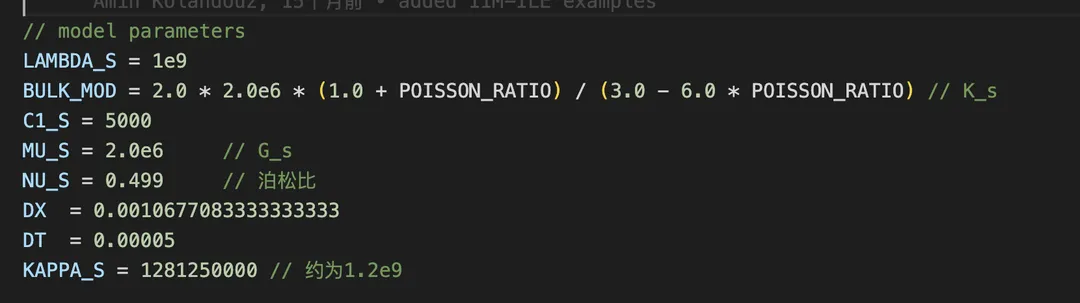 Amin Kolahdouz, 15个月前 • added IIM-ILE examples
// model parameters
LAMBDA_S = 1e9
BULK_MOD = 2.0 * 2.0e6 * (1.0 + POISSON_RATIO) / (3.0 - 6.0 * POISSON_RATIO) // K_s
C1_S = 5000
MU_S = 2.0e6 // G_s
NU_S = 0.499 // 泊松比
DX = 0.0010677083333333333
DT = 0.00005
KAPPA_S = 1281250000 // 约为1.2e9